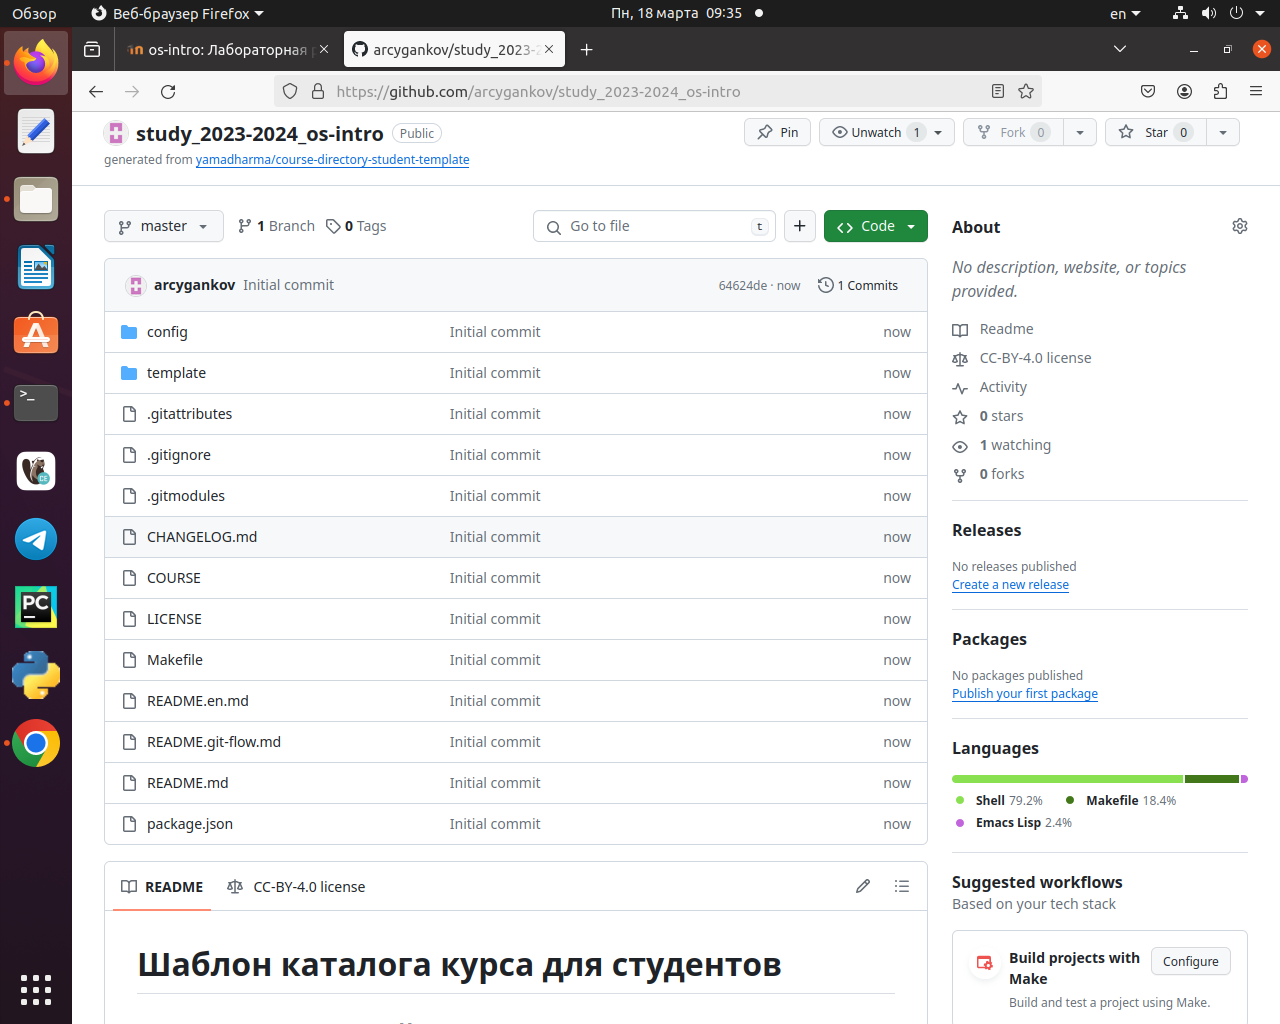 Обзор
Веб-браузер Firefox
Пн, 18 марта 09:35
en
os-intro: Лабораторная
arcygankov/study_2023-2
https://github.com/arcygankov/study_2023-2024_os-intro
study_2023-2024_os-intro
Public
Pin
Unwatch 1
Fork 0
Star 0
generated from yamadharma/course-directory-student-template
master
1 Branch
0 Tags
Go to file
t
Code
arcygankov Initial commit
64624de · now
1 Commits
config Initial commit now
template Initial commit now
.gitattributes Initial commit now
.gitignore Initial commit now
.gitmodules Initial commit now
CHANGELOG.md Initial commit now
COURSE Initial commit now
LICENSE Initial commit now
Makefile Initial commit now
README.en.md Initial commit now
README.git-flow.md Initial commit now
README.md Initial commit now
package.json Initial commit now
README
CC-BY-4.0 license
Шаблон каталога курса для студентов
About
No description, website, or topics
provided.
Readme
CC-BY-4.0 license
Activity
0 stars
1 watching
0 forks
Releases
No releases published
Create a new release
Packages
No packages published
Publish your first package
Languages
Shell 79.2%
Makefile 18.4%
Emacs Lisp 2.4%
Suggested workflows
Based on your tech stack
Build projects with
Make
Configure
Build and test a project using Make.
>_
PC
CE